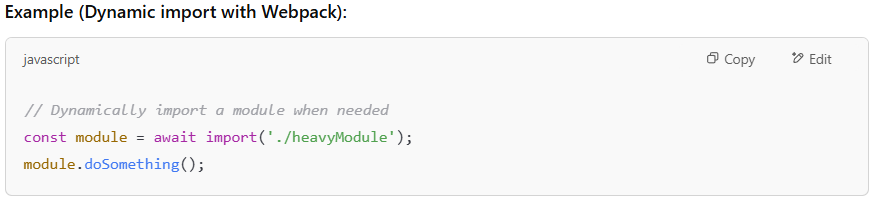 Example (Dynamic import with Webpack):
javascript
Copy
Edit
// Dynamically import a module when needed
const module = await import('./heavyModule');
module.doSomething();